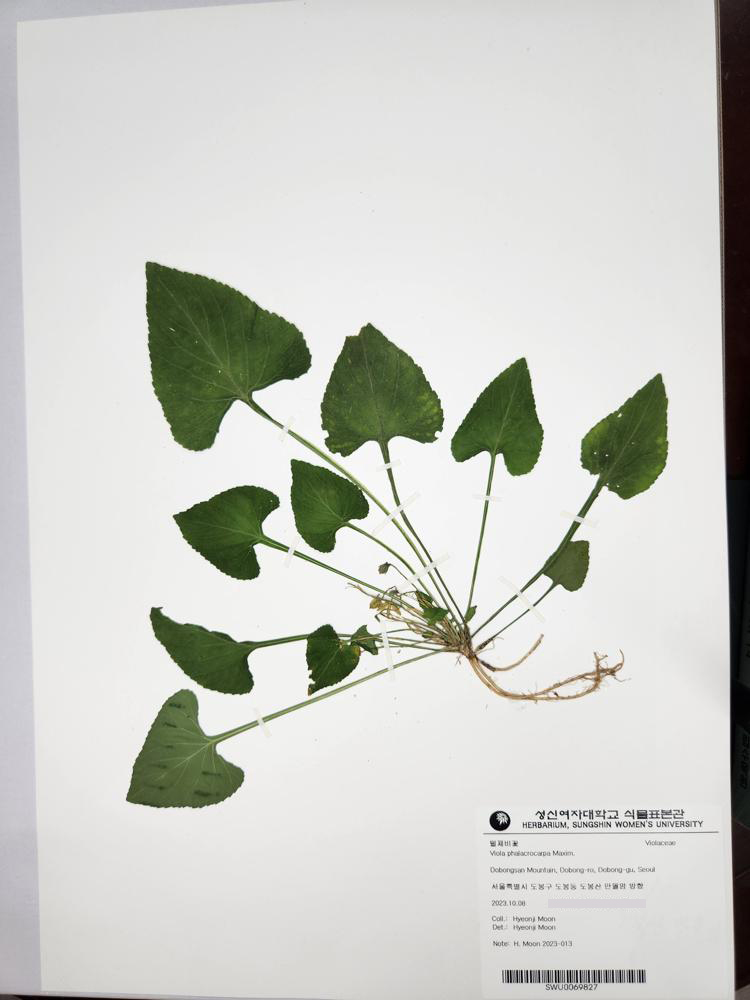 성신여자대학교 식물표본관
HERBARIUM, SUNGSHIN WOMEN'S UNIVERSITY
털제비꽃 Violaceae
Viola phalacrocarpa Maxim.
Dobongsan Mountain, Dobong-ro, Dobong-gu, Seoul
서울특별시 도봉구 도봉동 도봉산 만월암 방향
2023.10.08
Coll.: Hyeonji Moon
Det.: Hyeonji Moon
Note: H. Moon 2023-013
SWU0069827